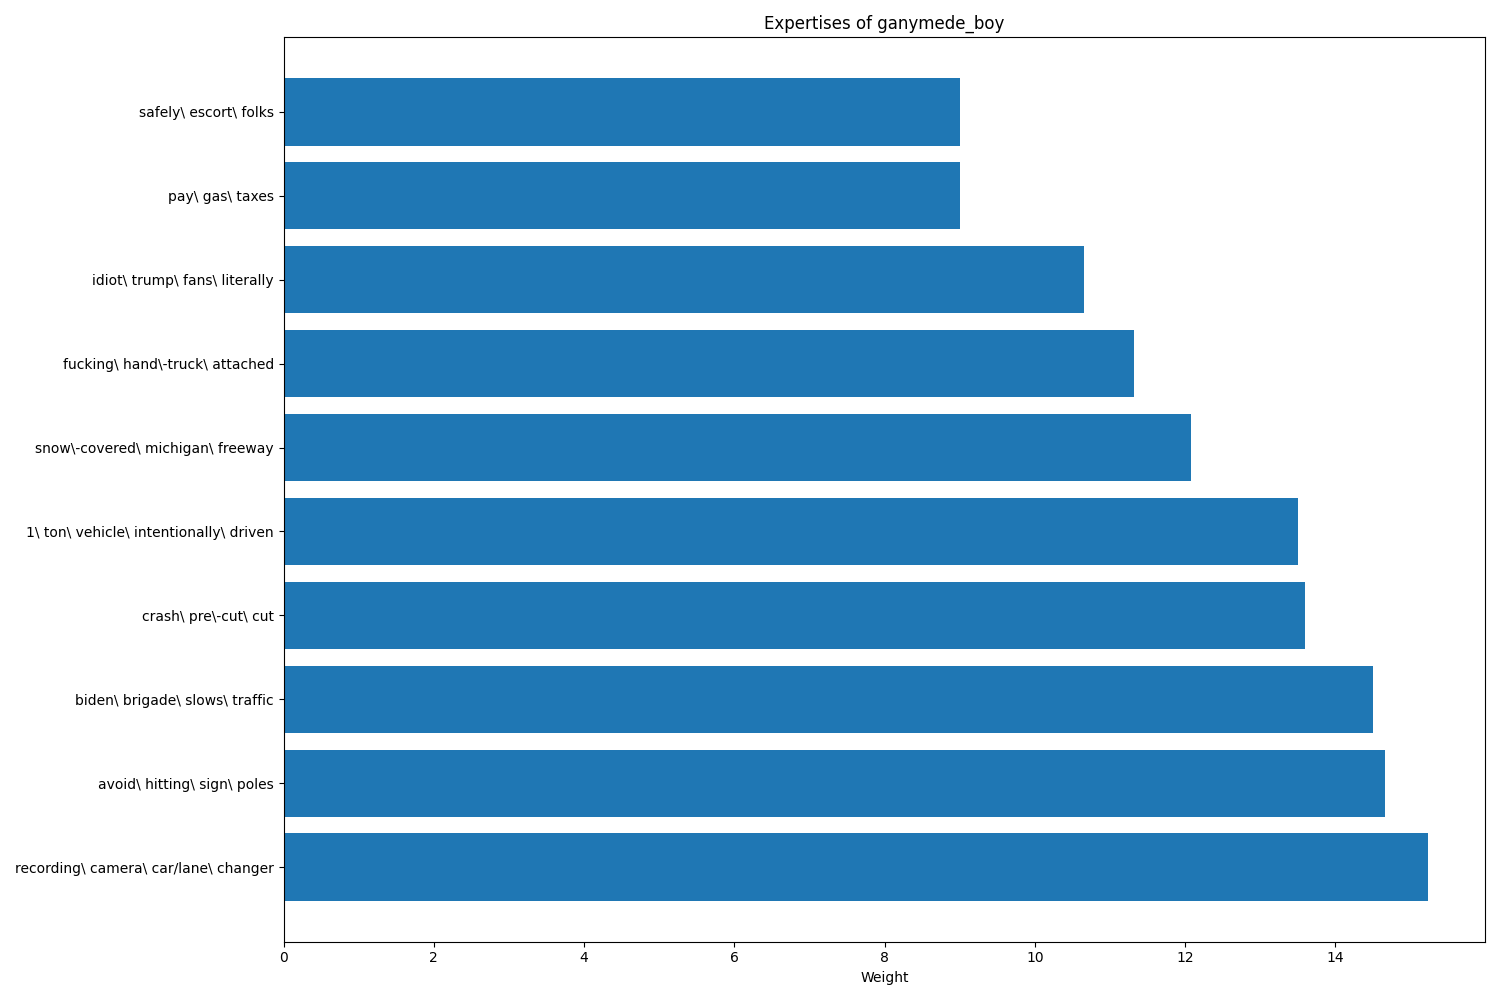 Expertises of ganymede_boy
safely\ escort\ folks
pay\ gas\ taxes
idiot\ trump\ fans\ literally
fucking\ hand\-truck\ attached
snow\-covered\ michigan\ freeway
1\ ton\ vehicle\ intentionally\ driven
crash\ pre\-cut\ cut
biden\ brigade\ slows\ traffic
avoid\ hitting\ sign\ poles
recording\ camera\ car/lane\ changer
0 2 4 6 8 10 12 14
Weight